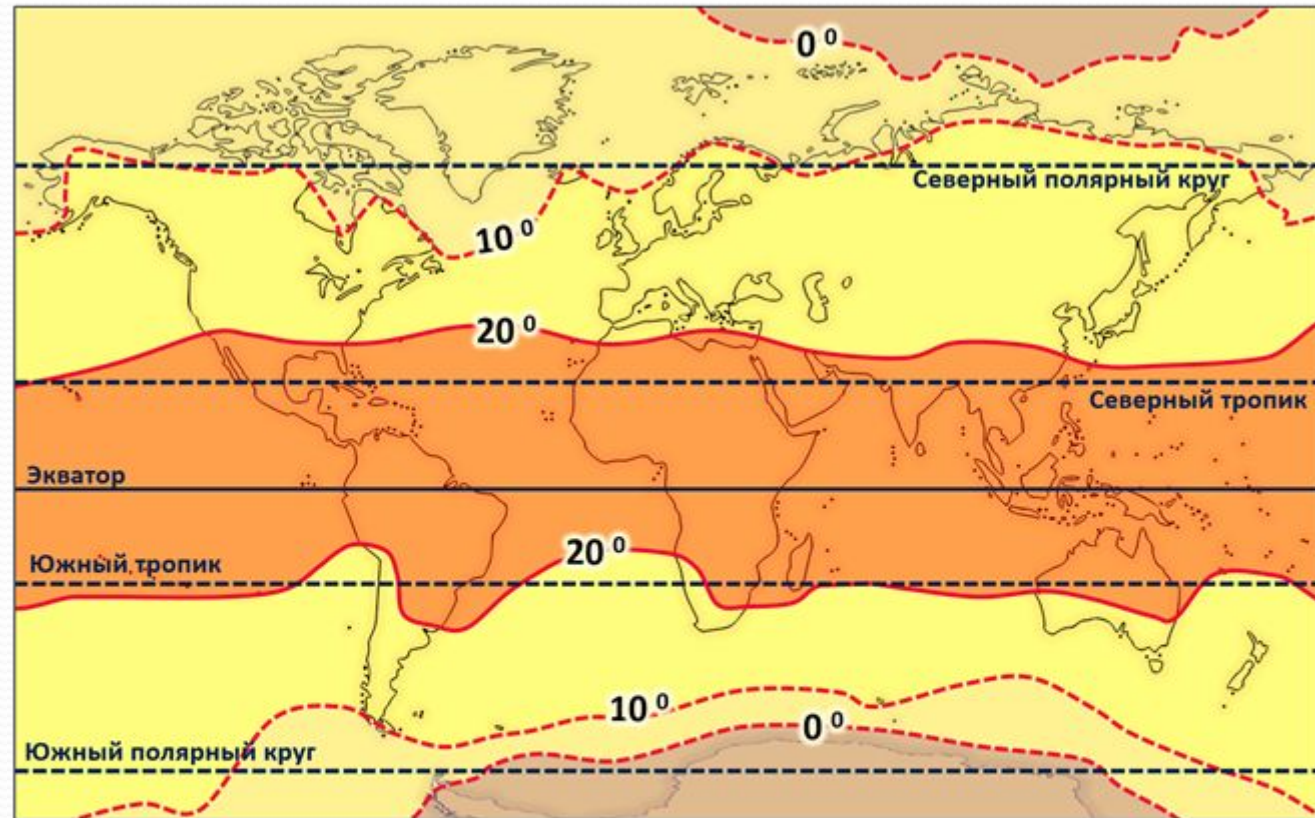 0⁰
Северный полярный круг
10⁰
20⁰
Северный тропик
Экватор
20⁰
Южный тропик
10⁰
0⁰
Южный полярный круг